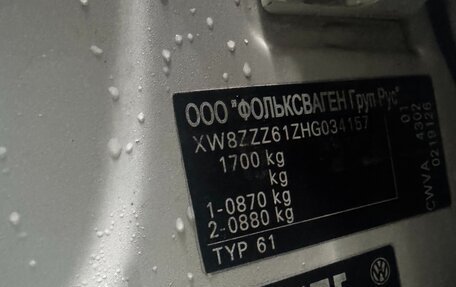 ООО "ФОЛЬКСВАГЕН Груп Рус"
XW8ZZZ61ZHG034157
1700 kg
kg
1-0870 kg
2-0880 kg
TYP 61
01
4302
CWVA 0219126